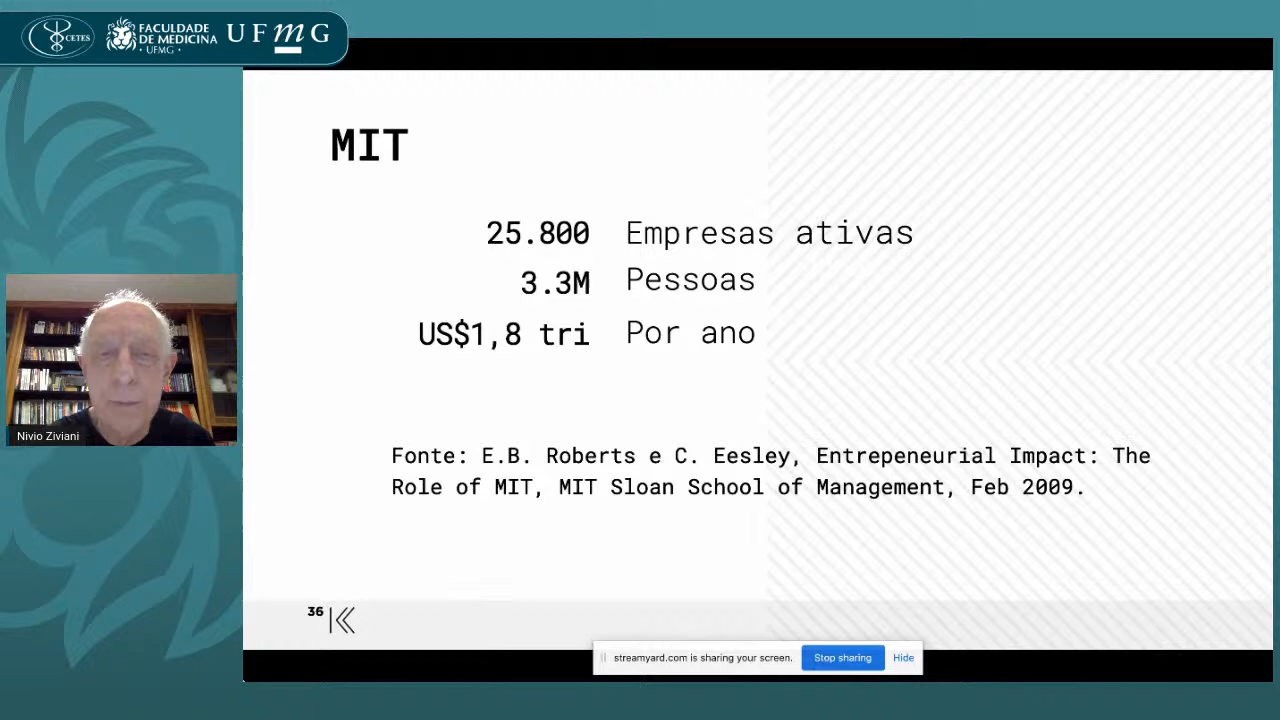 CETES
FACULDADE
DE MEDICINA
· UFMG ·
UFmG
MIT
25.800 Empresas ativas
3.3M Pessoas
US$1,8 tri Por ano
Nivio Ziviani
Fonte: E.B. Roberts e C. Eesley, Entrepeneurial Impact: The
Role of MIT, MIT Sloan School of Management, Feb 2009.
36
streamyard.com is sharing your screen. Stop sharing Hide